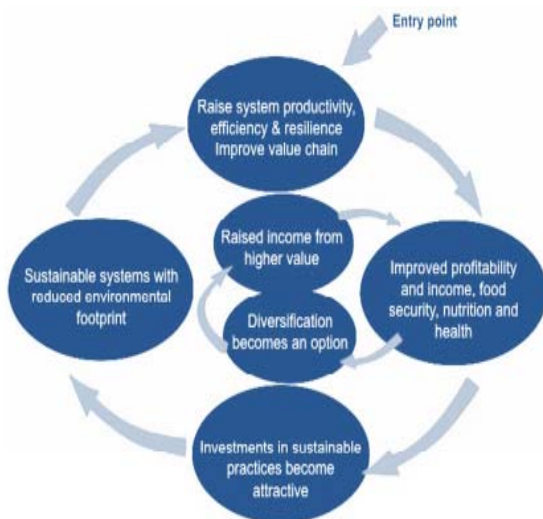 Entry point
Raise system productivity,
efficiency & resilience
Improve value chain
Raised income from
higher value
Improved profitability
and income, food
security, nutrition and
health
Sustainable systems with
reduced environmental
footprint
Diversification
becomes an option
Investments in sustainable
practices become
attractive